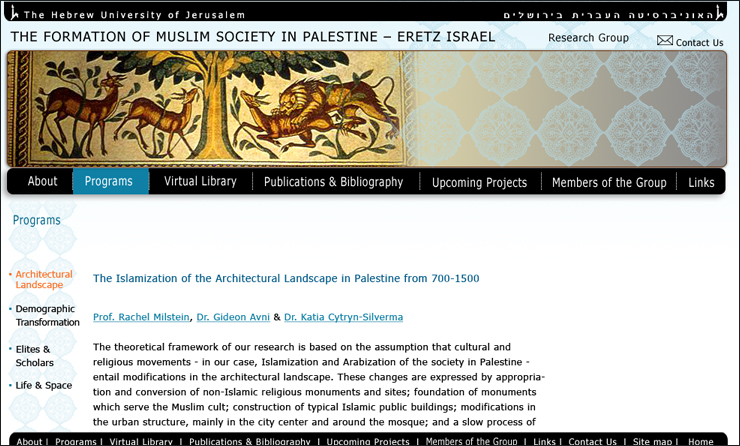 The Hebrew University of Jerusalem
האוניברסיטה העברית בירושלים
THE FORMATION OF MUSLIM SOCIETY IN PALESTINE – ERETZ ISRAEL
Research Group
Contact Us
About
Programs
Virtual Library
Publications & Bibliography
Upcoming Projects
Members of the Group
Links
Programs
• Architectural
Landscape
• Demographic
Transformation
• Elites &
Scholars
• Life & Space
The Islamization of the Architectural Landscape in Palestine from 700-1500
Prof. Rachel Milstein, Dr. Gideon Avni & Dr. Katia Cytryn-Silverma
The theoretical framework of our research is based on the assumption that cultural and
religious movements - in our case, Islamization and Arabization of the society in Palestine -
entail modifications in the architectural landscape. These changes are expressed by appropria-
tion and conversion of non-Islamic religious monuments and sites; foundation of monuments
which serve the Muslim cult; construction of typical Islamic public buildings; modifications in
the urban structure, mainly in the city center and around the mosque; and a slow process of
About | Programs | Virtual Library | Publications & Bibliography | Upcoming Projects | Members of the Group | Links | Contact Us | Site map | Home